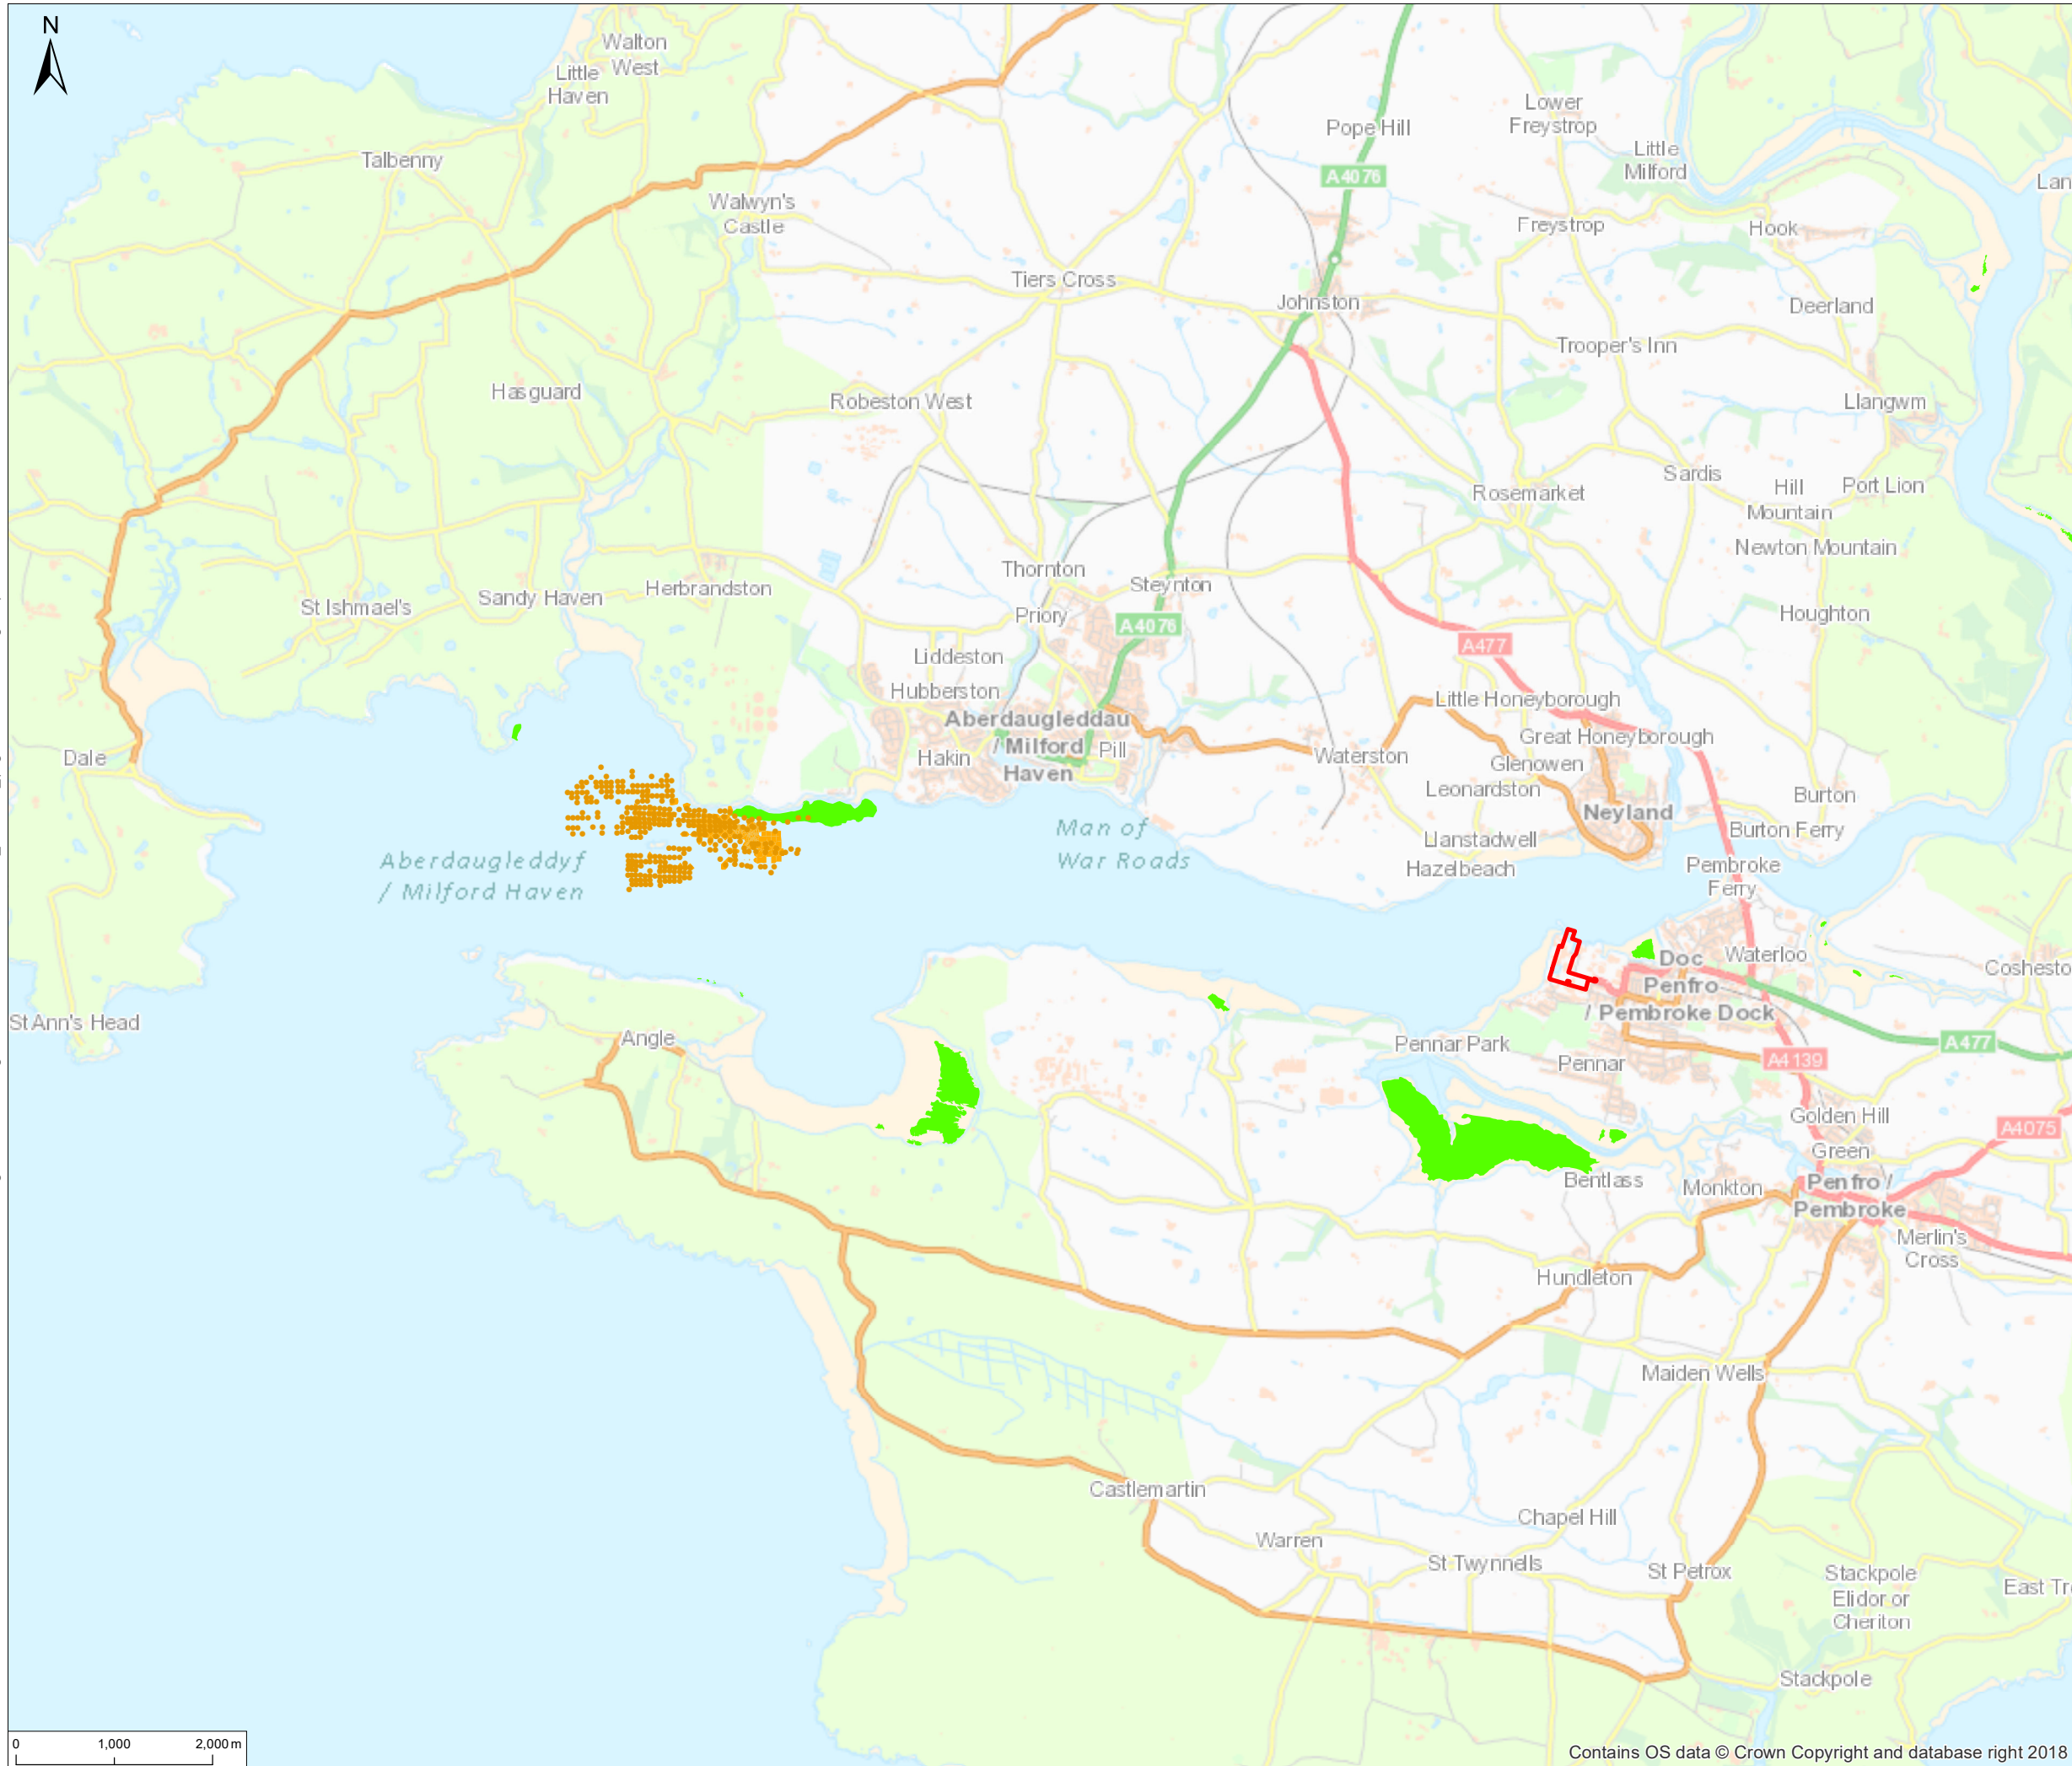 N
Walton
West
Little
Haven
Talbenny
Walwyn's
Castle
Pope Hill
A4076
Lower
Freystrop
Little
Milford
Freystrop
Hook
Tiers Cross
Johnston
Deerland
Trooper's Inn
Hasguard
Robeston West
Llangwm
Sardis
Rosemarket
Hill
Mountain
Port Lion
Newton Mountain
Thornton
Steynton
Herbrandston
Sandy Haven
St Ishmael's
Priory
A4076
Houghton
A477
Liddeston
Hubberston
Little Honeyborough
Aberdaugleddau
/ Milford
Haven
Pill
Hakin
Great Honeyborough
Waterston
Glenowen
Dale
Leonardston
Neyland
Burton
Man of
War Roads
Llanstadwell
Burton Ferry
Hazelbeach
Pembroke
Ferry
Aberdaugleddyf
/ Milford Haven
Doc
Penfro
/ Pembroke Dock
Waterloo
St Ann's Head
Angle
Pennar Park
Pennar
A477
A4139
Golden Hill
Green
A4075
Bentlass
Monkton
Penfro /
Pembroke
Merlin's
Cross
Hundleton
Maiden Wells
Castlemartin
Chapel Hill
Warren
St Twynnells
St Petrox
Stackpole
Elidor or
Cheriton
Stackpole
0 1,000 2,000 m
Contains OS data © Crown Copyright and database right 2018